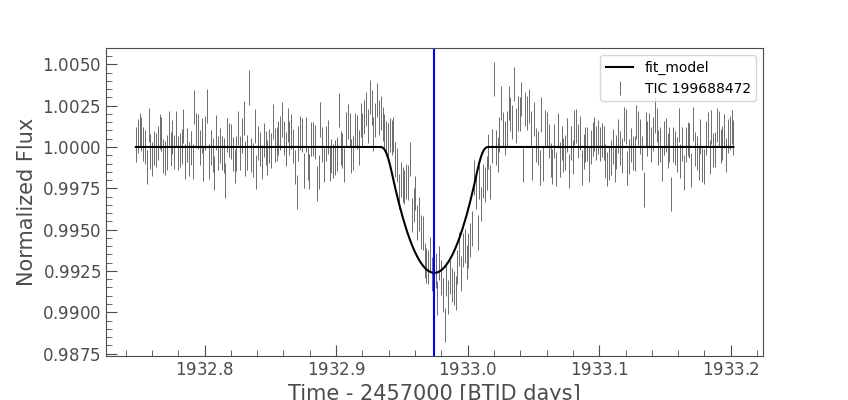 1.0050
1.0025
1.0000
0.9975
0.9950
0.9925
0.9900
0.9875
Normalized Flux
fit_model
TIC 199688472
1932.8 1932.9 1933.0 1933.1 1933.2
Time - 2457000 [BTJD days]